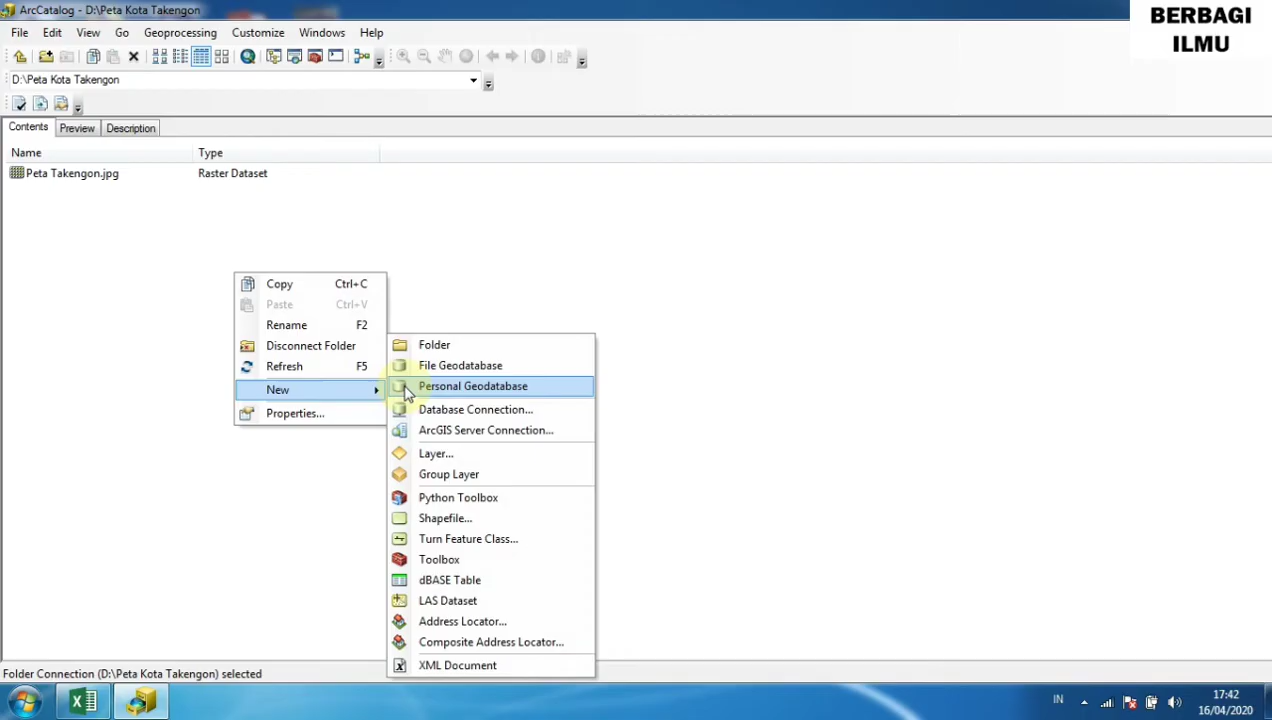 ArcCatalog - D:\Peta Kota Takengon
BERBAGI
ILMU
File Edit View Go Geoprocessing Customize Windows Help
D:\Peta Kota Takengon
Contents Preview Description
Name Type
Peta Takengon.jpg Raster Dataset
Copy Ctrl+C
Paste Ctrl+V
Rename F2
Disconnect Folder
Refresh F5
New
Properties...
Folder
File Geodatabase
Personal Geodatabase
Database Connection...
ArcGIS Server Connection...
Layer...
Group Layer
Python Toolbox
Shapefile...
Turn Feature Class...
Toolbox
dBASE Table
LAS Dataset
Address Locator...
Composite Address Locator...
XML Document
Folder Connection (D:\Peta Kota Takengon) selected
IN
17:42
16/04/2020